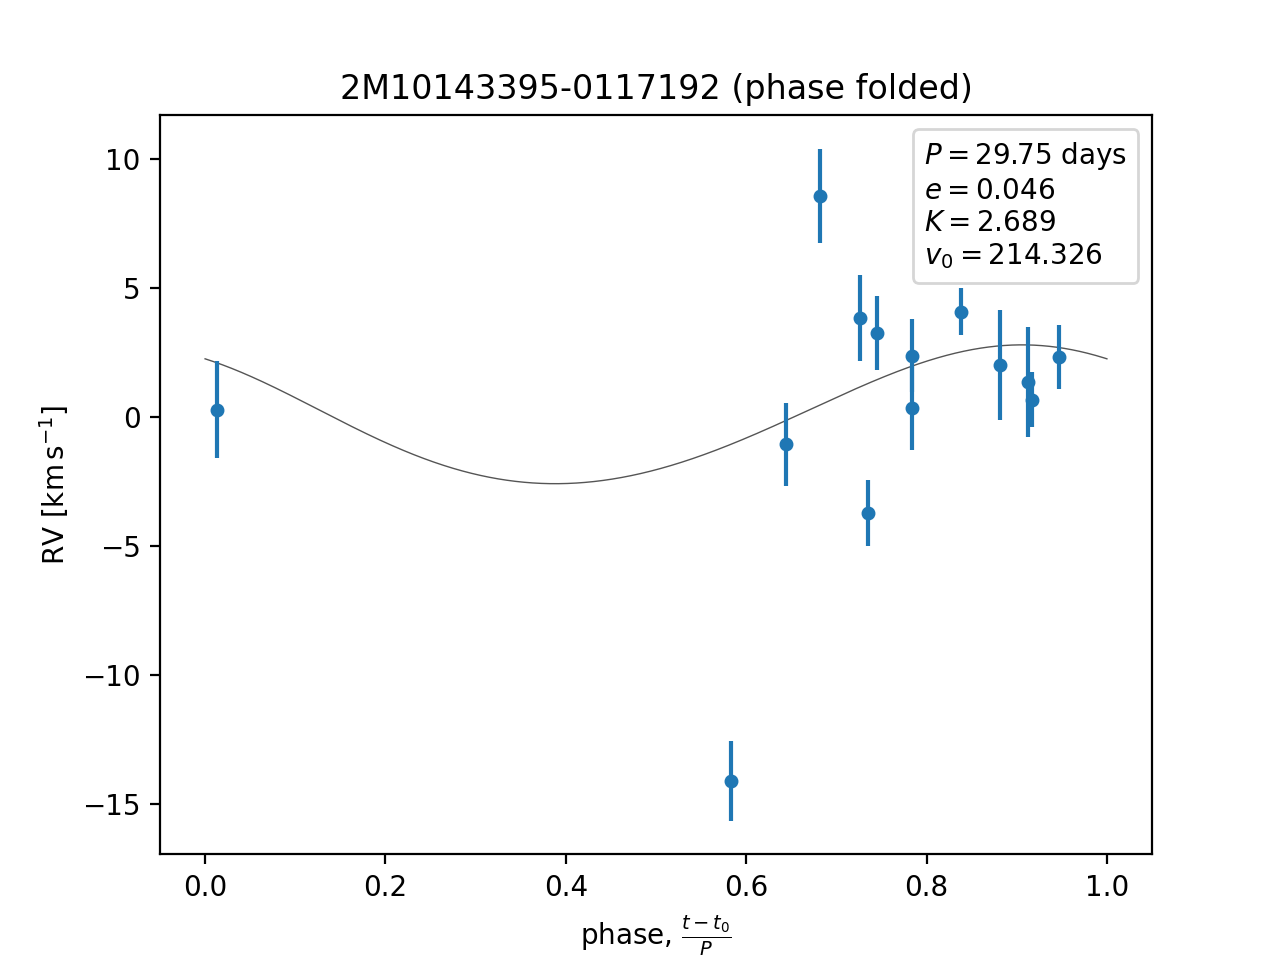 2M10143395-0117192 (phase folded)
P = 29.75 days
e = 0.046
K = 2.689
v₀ = 214.326
10
5
0
−5
−10
−15
RV [km s⁻¹]
0.0 0.2 0.4 0.6 0.8 1.0
phase, (t − t₀)/P